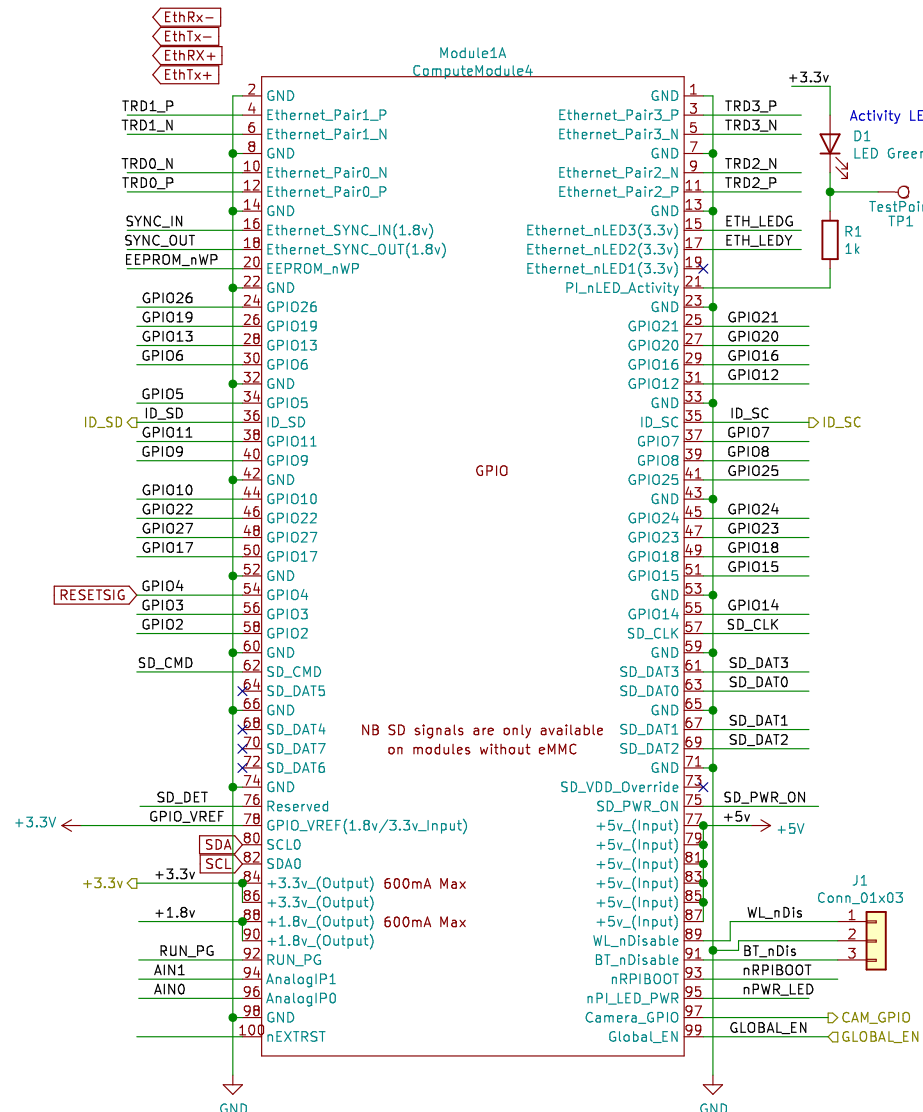 EthRx-
EthTx-
EthRX+
EthTx+
Module1A
ComputeModele4
+3.3v
Activity LE
D1
LED Green
TestPoin
TP1
R1
1k
2 GND GND 1
TRD1_P 4 Ethernet_Pair1_P Ethernet_Pair3_P 3 TRD3_P
TRD1_N 6 Ethernet_Pair1_N Ethernet_Pair3_N 5 TRD3_N
8 GND GND 7
TRD0_N 10 Ethernet_Pair0_N Ethernet_Pair2_N 9 TRD2_N
TRD0_P 12 Ethernet_Pair0_P Ethernet_Pair2_P 11 TRD2_P
14 GND GND 13
SYNC_IN 16 Ethernet_SYNC_IN(1.8v) Ethernet_nLED3(3.3v) 15 ETH_LEDG
SYNC_OUT 18 Ethernet_SYNC_OUT(1.8v) Ethernet_nLED2(3.3v) 17 ETH_LEDY
EEPROM_nWP 20 EEPROM_nWP Ethernet_nLED1(3.3v) 19
22 GND PI_nLED_Activity 21
GPIO26 24 GPIO26 GND 23
GPIO19 26 GPIO19 GPIO21 25 GPIO21
GPIO13 28 GPIO13 GPIO20 27 GPIO20
GPIO6 30 GPIO6 GPIO16 29 GPIO16
32 GND GPIO12 31 GPIO12
GPIO5 34 GPIO5 GND 33
ID_SD ID_SD 36 ID_SD ID_SC 35 ID_SC ID_SC
GPIO11 38 GPIO11 GPIO7 37 GPIO7
GPIO9 40 GPIO9 GPIO8 39 GPIO8
GPIO
42 GND GPIO25 41 GPIO25
GPIO10 44 GPIO10 GND 43
GPIO22 46 GPIO22 GPIO24 45 GPIO24
GPIO27 48 GPIO27 GPIO23 47 GPIO23
GPIO17 50 GPIO17 GPIO18 49 GPIO18
52 GND GPIO15 51 GPIO15
RESETSIG GPIO4 54 GPIO4 GND 53
GPIO3 56 GPIO3 GPIO14 55 GPIO14
GPIO2 58 GPIO2 SD_CLK 57 SD_CLK
60 GND GND 59
SD_CMD 62 SD_CMD SD_DAT3 61 SD_DAT3
64 SD_DAT5 SD_DAT0 63 SD_DAT0
66 GND GND 65
68 SD_DAT4 SD_DAT1 67 SD_DAT1
70 SD_DAT7 SD_DAT2 69 SD_DAT2
NB SD signals are only available
on modules without eMMC
72 SD_DAT6 GND 71
74 GND SD_VDD_Override 73
SD_DET 76 Reserved SD_PWR_ON 75 SD_PWR_ON
+3.3V GPIO_VREF 78 GPIO_VREF(1.8v/3.3v_Input) +5v_(Input) 77 +5v +5V
SDA 80 SCL0 +5v_(Input) 79
SCL 82 SDA0 +5v_(Input) 81
+3.3v +3.3v 84 +3.3v_(Output) 600mA Max +5v_(Input) 83
86 +3.3v_(Output) +5v_(Input) 85
+1.8v 88 +1.8v_(Output) 600mA Max +5v_(Input) 87
90 +1.8v_(Output) WL_nDisable 89 WL_nDis
RUN_PG 92 RUN_PG BT_nDisable 91 BT_nDis
AIN1 94 AnalogIP1 nRPIBOOT 93 nRPIBOOT
AIN0 96 AnalogIP0 nPI_LED_PWR 95 nPWR_LED
98 GND Camera_GPIO 97 CAM_GPIO
100 nEXTRST Global_EN 99 GLOBAL_EN GLOBAL_EN
J1
Conn_01x03
1
2
3
GND
GND